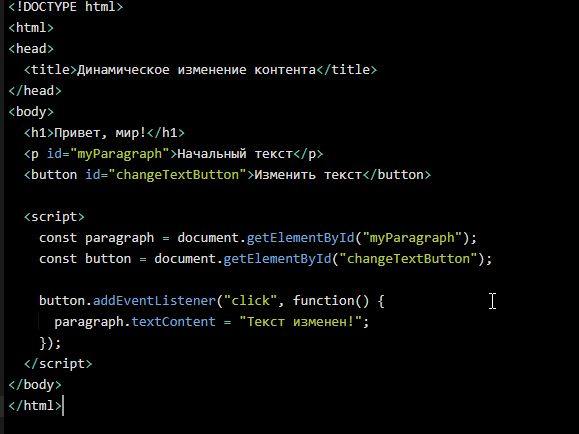 <!DOCTYPE html>
<html>
<head>
  <title>Динамическое изменение контента</title>
</head>
<body>
  <h1>Привет, мир!</h1>
  <p id="myParagraph">Начальный текст</p>
  <button id="changeTextButton">Изменить текст</button>

  <script>
    const paragraph = document.getElementById("myParagraph");
    const button = document.getElementById("changeTextButton");

    button.addEventListener("click", function() {
      paragraph.textContent = "Текст изменен!";
    });
  </script>
</body>
</html>